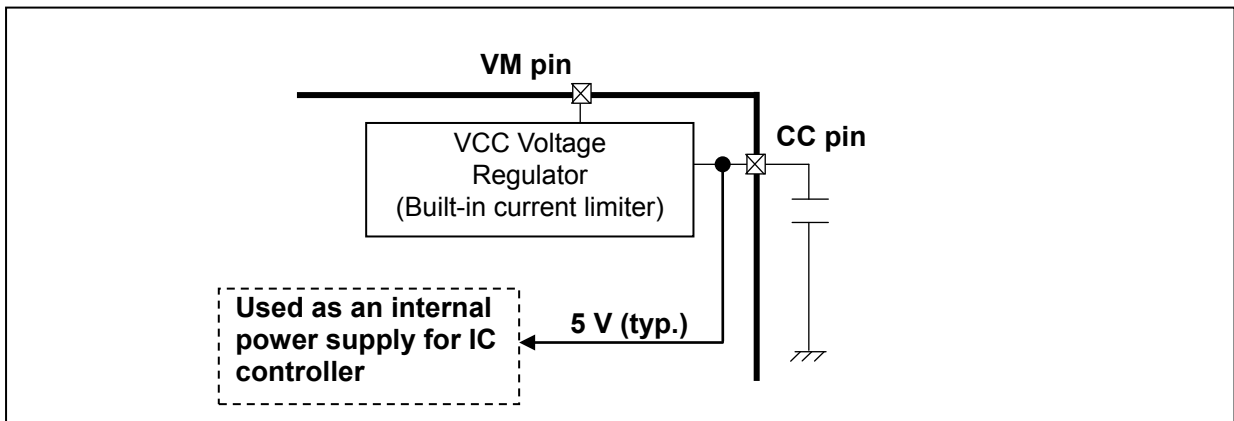 VM pin
CC pin
VCC Voltage
Regulator
(Built-in current limiter)
Used as an internal
power supply for IC
controller
5 V (typ.)